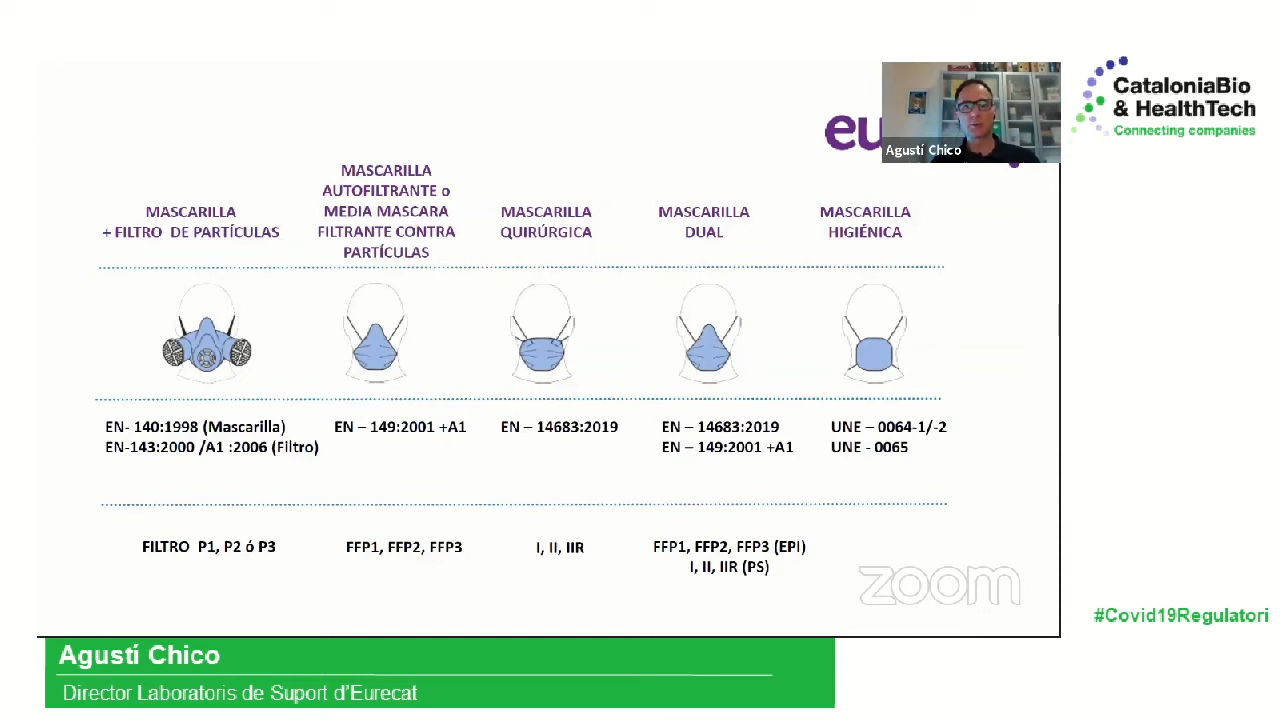 CataloniaBio
& HealthTech
Connecting companies
eu
Agustí Chico
MASCARILLA
+ FILTRO DE PARTÍCULAS
MASCARILLA
AUTOFILTRANTE o
MEDIA MASCARA
FILTRANTE CONTRA
PARTÍCULAS
MASCARILLA
QUIRÚRGICA
MASCARILLA
DUAL
MASCARILLA
HIGIÉNICA
EN- 140:1998 (Mascarilla)
EN-143:2000 /A1 :2006 (Filtro)
EN – 149:2001 +A1
EN – 14683:2019
EN – 14683:2019
EN – 149:2001 +A1
UNE – 0064-1/-2
UNE - 0065
FILTRO P1, P2 ó P3
FFP1, FFP2, FFP3
I, II, IIR
FFP1, FFP2, FFP3 (EPI)
I, II, IIR (PS)
zoom
#Covid19Regulatori
Agustí Chico
Director Laboratoris de Suport d'Eurecat